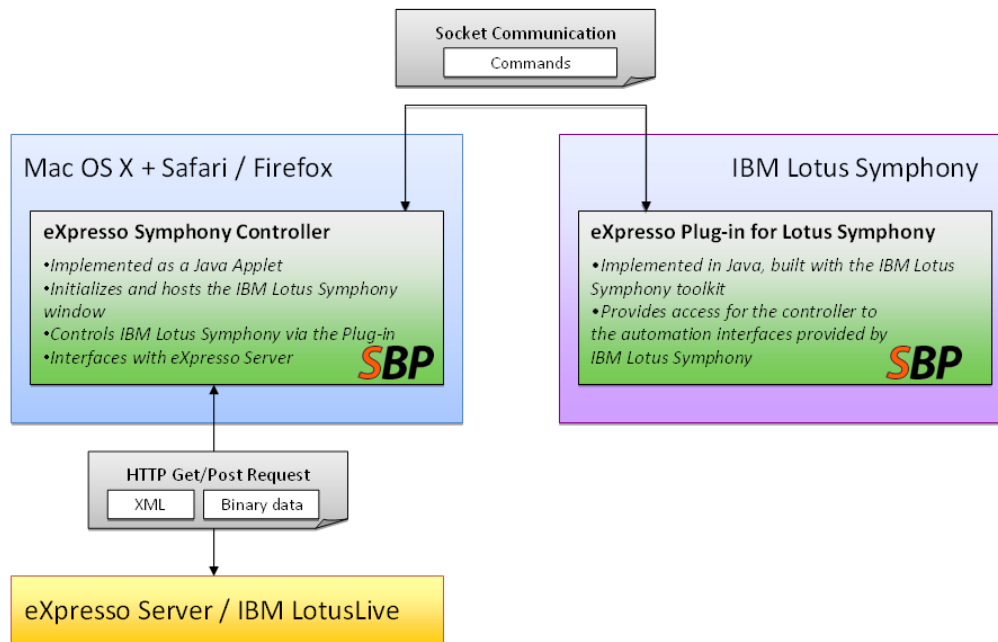 Socket Communication
Commands
Mac OS X + Safari / Firefox
eXpresso Symphony Controller
•Implemented as a Java Applet
•Initializes and hosts the IBM Lotus Symphony
window
•Controls IBM Lotus Symphony via the Plug-in
•Interfaces with eXpresso Server
SBP
IBM Lotus Symphony
eXpresso Plug-in for Lotus Symphony
•Implemented in Java, built with the IBM Lotus
Symphony toolkit
•Provides access for the controller to
the automation interfaces provided by
IBM Lotus Symphony
SBP
HTTP Get/Post Request
XML
Binary data
eXpresso Server / IBM LotusLive